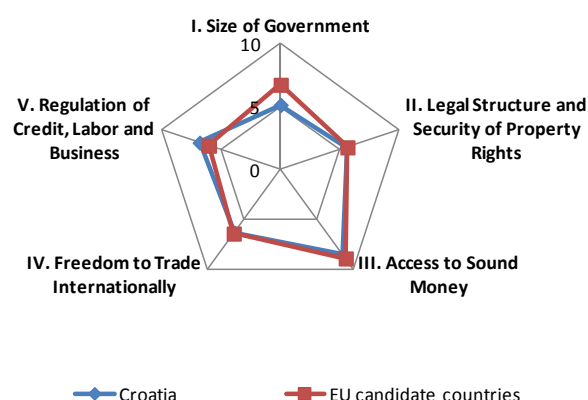 I. Size of Government
10
V. Regulation of
Credit, Labor and
Business
5
II. Legal Structure and
Security of Property
Rights
0
IV. Freedom to Trade
Internationally
III. Access to Sound
Money
Croatia
EU candidate countries